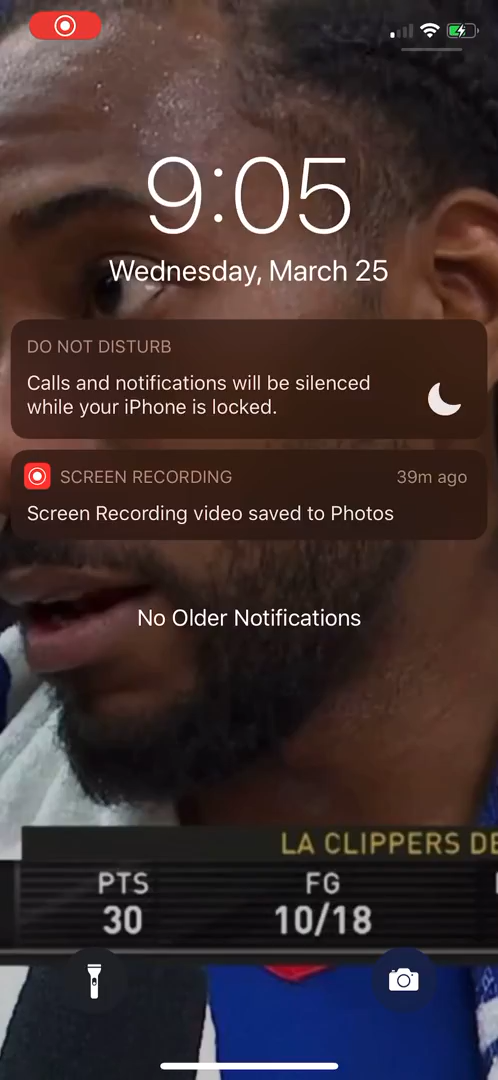 9:05
Wednesday, March 25
DO NOT DISTURB
Calls and notifications will be silenced
while your iPhone is locked.
SCREEN RECORDING 39m ago
Screen Recording video saved to Photos
No Older Notifications
LA CLIPPERS DE
PTS FG
30 10/18